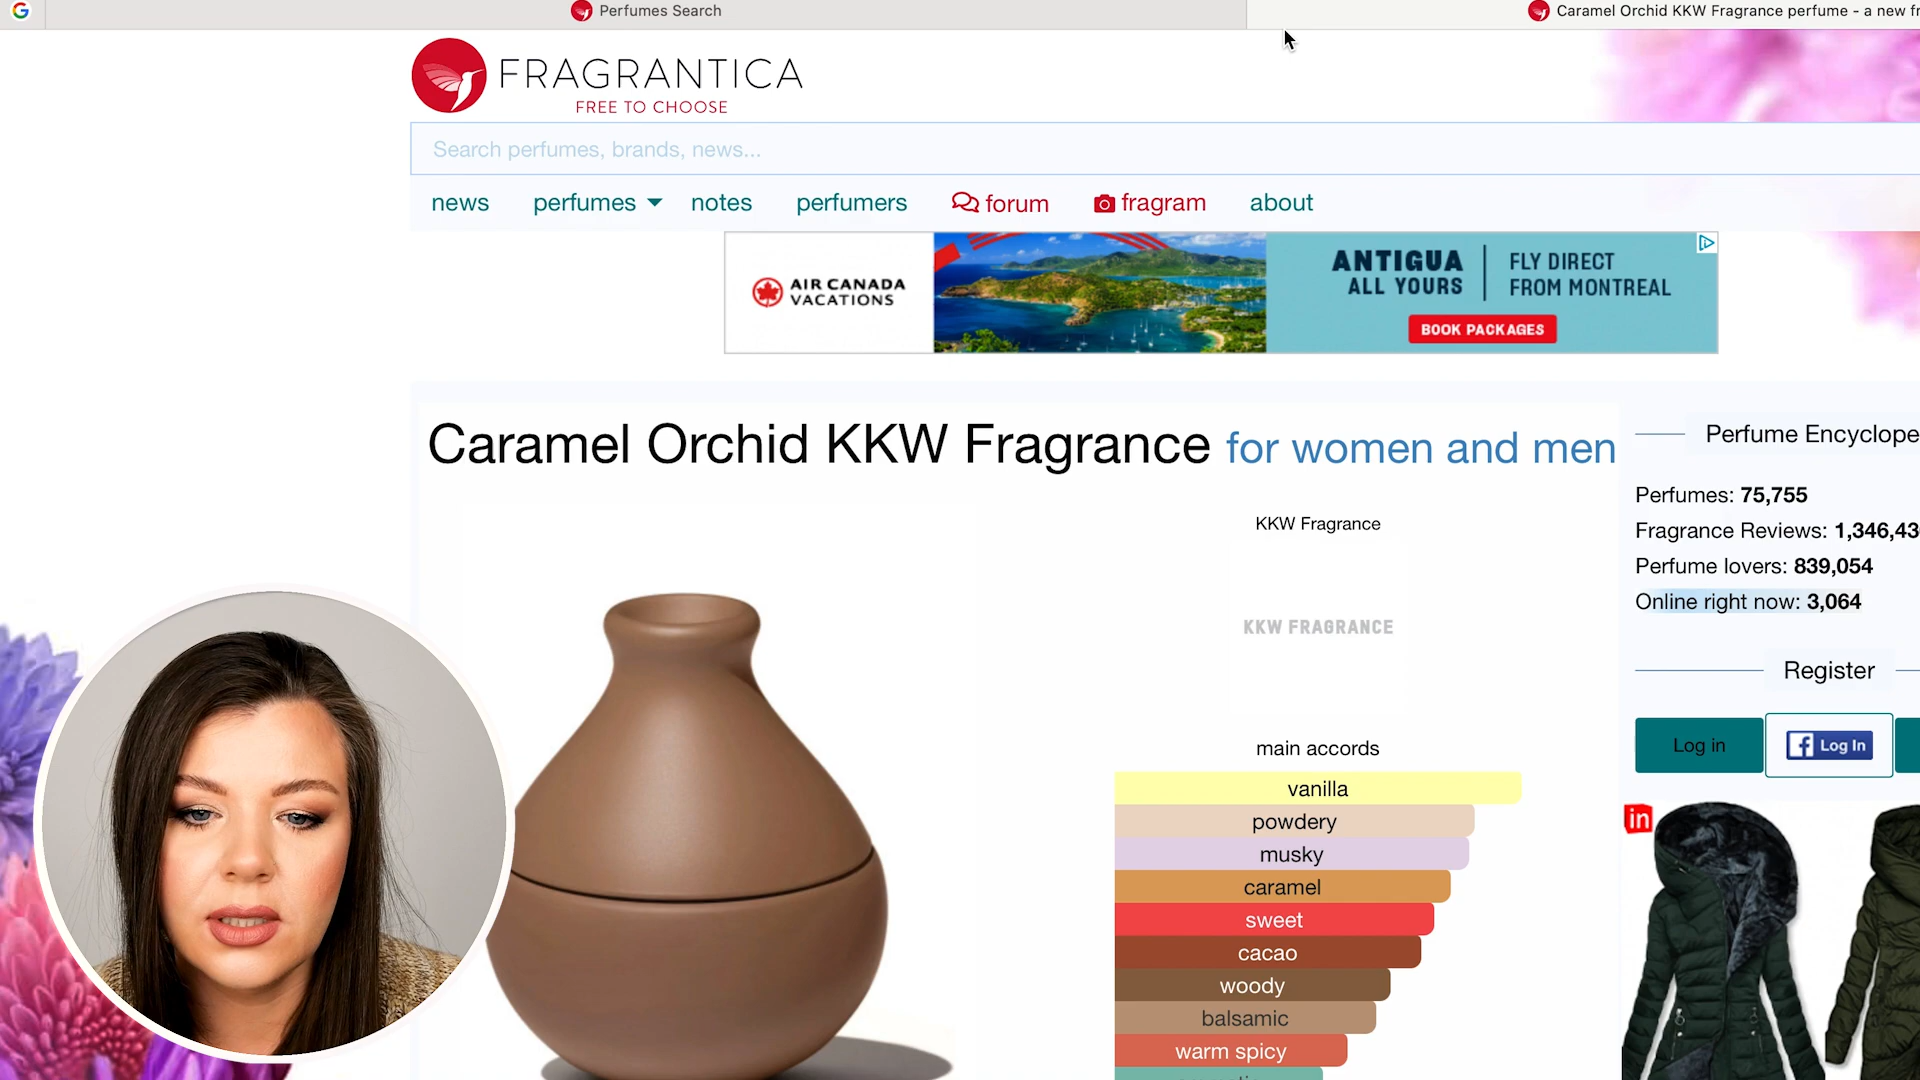 Perfumes Search
Caramel Orchid KKW Fragrance perfume - a new fr
FRAGRANTICA
FREE TO CHOOSE
Search perfumes, brands, news...
news perfumes notes perfumers forum fragram about
AIR CANADA
VACATIONS
ANTIGUA
ALL YOURS
FLY DIRECT
FROM MONTREAL
BOOK PACKAGES
Caramel Orchid KKW Fragrance for women and men
KKW Fragrance
KKW FRAGRANCE
main accords
vanilla
powdery
musky
caramel
sweet
cacao
woody
balsamic
warm spicy
Perfume Encyclope
Perfumes: 75,755
Fragrance Reviews: 1,346,43
Perfume lovers: 839,054
Online right now: 3,064
Register
Log in
Log In
in